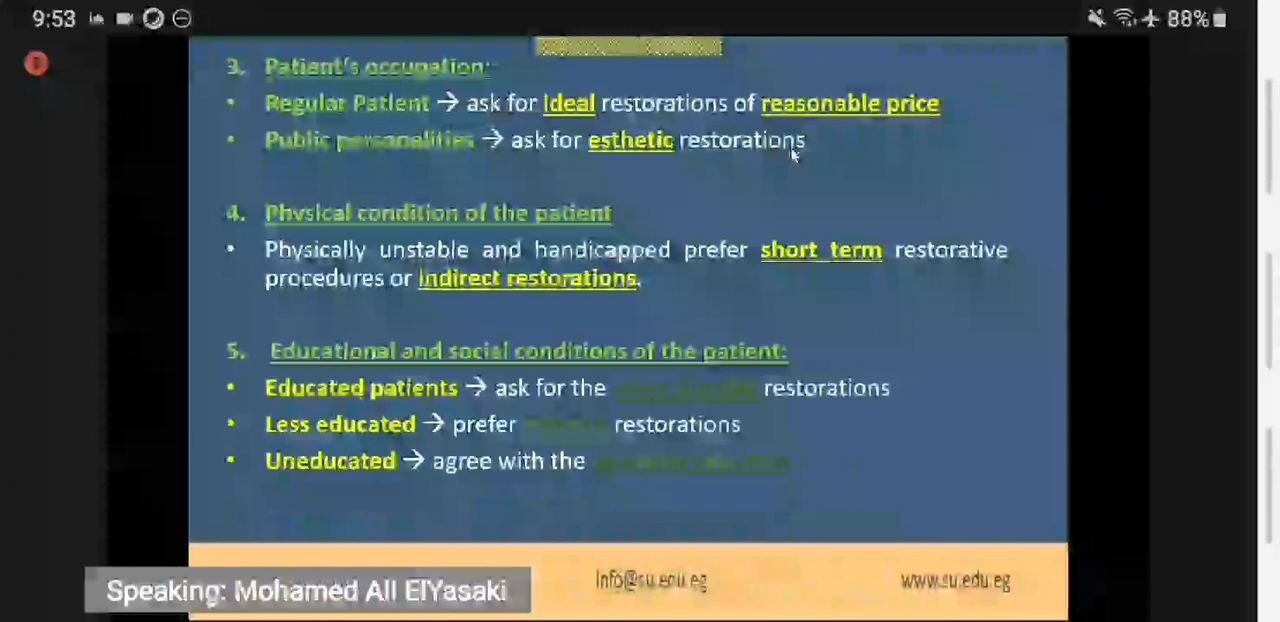 9:53
88%
3. Patient's occupation:
• Regular Patient → ask for ideal restorations of reasonable price
• Public personalities → ask for esthetic restorations
4. Physical condition of the patient
• Physically unstable and handicapped prefer short term restorative
procedures or indirect restorations.
5. Educational and social conditions of the patient:
• Educated patients → ask for the restorations
• Less educated → prefer restorations
• Uneducated → agree with the
Speaking: Mohamed Ali ElYasaki
info@su.edu.eg
www.su.edu.eg